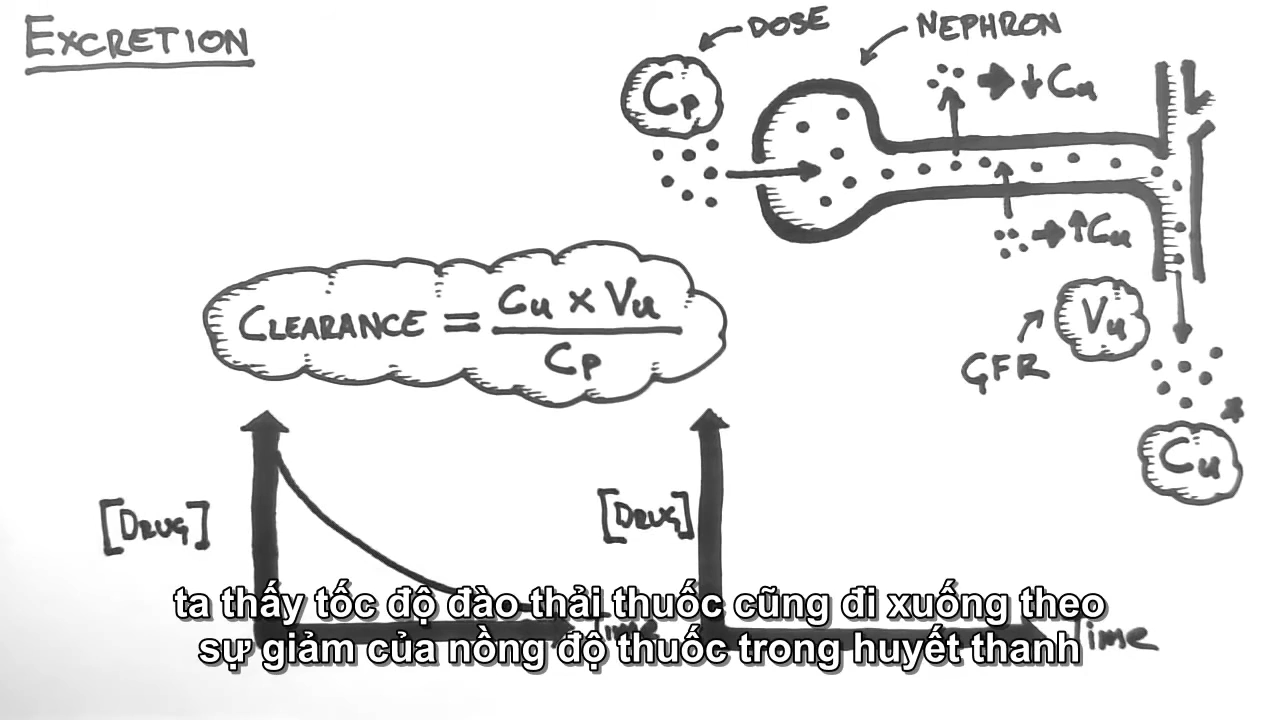 EXCRETION
DOSE
NEPHRON
Cp
↓Cu
↑Cu
CLEARANCE = Cu x Vu
Cp
Vu
GFR
*
Cu
[DRUG]
[DRUG]
Time
Time
ta thấy tốc độ đào thải thuốc cũng đi xuống theo
sự giảm của nồng độ thuốc trong huyết thanh